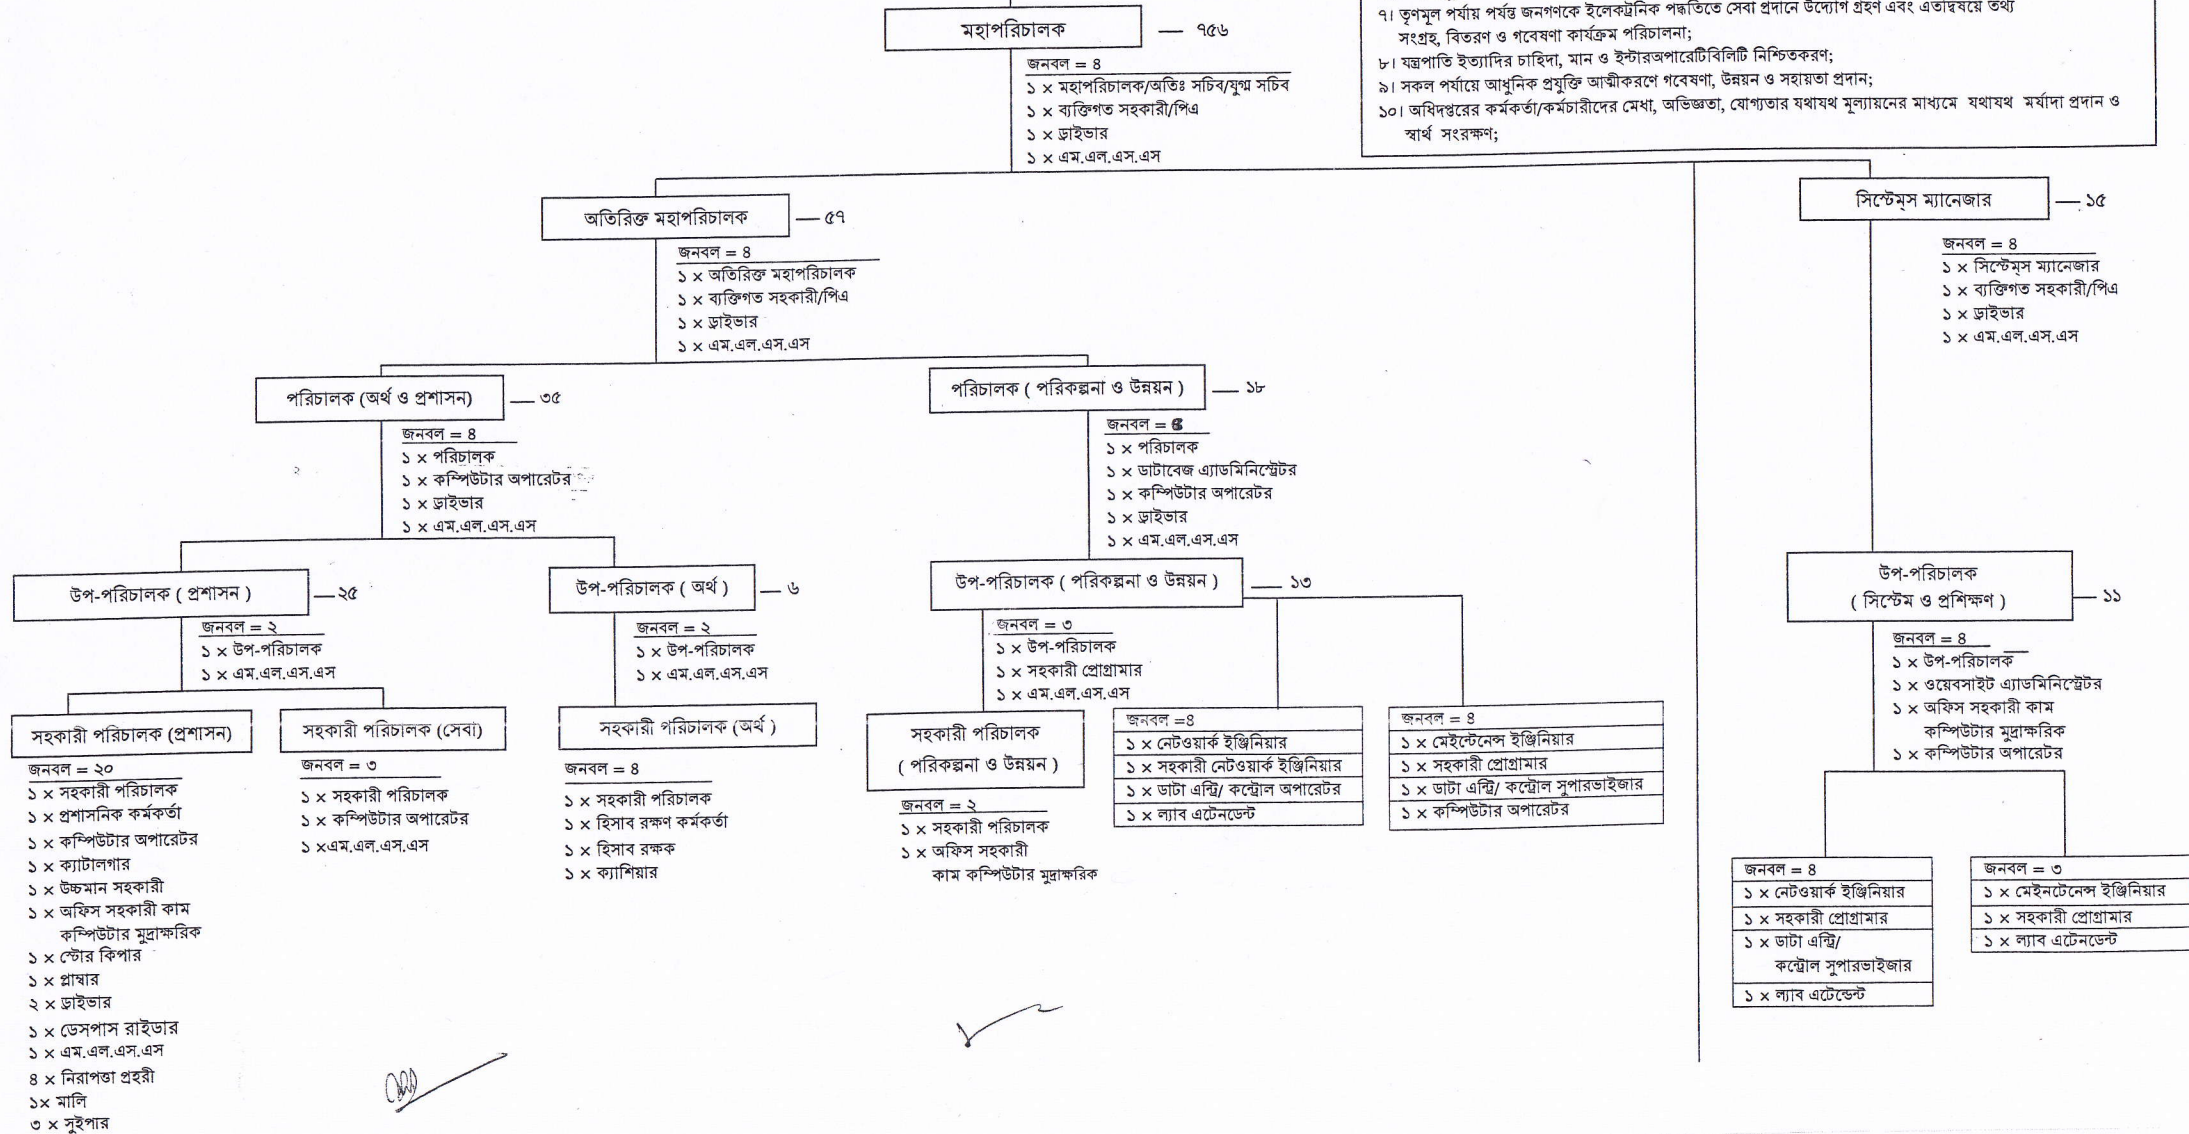 মহাপরিচালক — ৭৫৬
জনবল = ৪
১ × মহাপরিচালক/অতিঃ সচিব/যুগ্ম সচিব
১ × ব্যক্তিগত সহকারী/পিএ
১ × ড্রাইভার
১ × এম.এল.এস.এস
৭। তৃণমূল পর্যায় পর্যন্ত জনগণকে ইলেকট্রনিক পদ্ধতিতে সেবা প্রদানে উদ্যোগ গ্রহণ এবং এতদ্বিষয়ে তথ্য
সংগ্রহ, বিতরণ ও গবেষণা কার্যক্রম পরিচালনা;
৮। যন্ত্রপাতি ইত্যাদির চাহিদা, মান ও ইন্টারঅপারেটিবিলিটি নিশ্চিতকরণ;
৯। সকল পর্যায়ে আধুনিক প্রযুক্তি আত্মীকরণে গবেষণা, উন্নয়ন ও সহায়তা প্রদান;
১০। অধিদপ্তরের কর্মকর্তা/কর্মচারীদের মেধা, অভিজ্ঞতা, যোগ্যতার যথাযথ মূল্যায়নের মাধ্যমে যথাযথ মর্যাদা প্রদান ও
স্বার্থ সংরক্ষণ;
অতিরিক্ত মহাপরিচালক — ৫৭
জনবল = ৪
১ × অতিরিক্ত মহাপরিচালক
১ × ব্যক্তিগত সহকারী/পিএ
১ × ড্রাইভার
১ × এম.এল.এস.এস
সিস্টেম্‌স ম্যানেজার — ১৫
জনবল = ৪
১ × সিস্টেম্‌স ম্যানেজার
১ × ব্যক্তিগত সহকারী/পিএ
১ × ড্রাইভার
১ × এম.এল.এস.এস
পরিচালক (অর্থ ও প্রশাসন) — ৩৫
জনবল = ৪
১ × পরিচালক
১ × কম্পিউটার অপারেটর
১ × ড্রাইভার
১ × এম.এল.এস.এস
পরিচালক ( পরিকল্পনা ও উন্নয়ন ) — ১৮
জনবল =
১ × পরিচালক
১ × ডাটাবেজ এ্যাডমিনিস্ট্রেটর
১ × কম্পিউটার অপারেটর
১ × ড্রাইভার
১ × এম.এল.এস.এস
উপ-পরিচালক ( প্রশাসন ) — ২৫
জনবল = ২
১ × উপ-পরিচালক
১ × এম.এল.এস.এস
উপ-পরিচালক ( অর্থ ) — ৬
জনবল = ২
১ × উপ-পরিচালক
১ × এম.এল.এস.এস
উপ-পরিচালক ( পরিকল্পনা ও উন্নয়ন ) — ১৩
জনবল = ৩
১ × উপ-পরিচালক
১ × সহকারী প্রোগ্রামার
১ × এম.এল.এস.এস
উপ-পরিচালক
( সিস্টেম ও প্রশিক্ষণ ) — ১১
জনবল = ৪
১ × উপ-পরিচালক
১ × ওয়েবসাইট এ্যাডমিনিস্ট্রেটর
১ × অফিস সহকারী কাম
কম্পিউটার মুদ্রাক্ষরিক
১ × কম্পিউটার অপারেটর
সহকারী পরিচালক (প্রশাসন)
জনবল = ২০
১ × সহকারী পরিচালক
১ × প্রশাসনিক কর্মকর্তা
১ × কম্পিউটার অপারেটর
১ × ক্যাটালগার
১ × উচ্চমান সহকারী
১ × অফিস সহকারী কাম
কম্পিউটার মুদ্রাক্ষরিক
১ × স্টোর কিপার
১ × প্লাম্বার
২ × ড্রাইভার
১ × ডেসপাস রাইডার
১ × এম.এল.এস.এস
৪ × নিরাপত্তা প্রহরী
১× মালি
৩ × সুইপার
সহকারী পরিচালক (সেবা)
জনবল = ৩
১ × সহকারী পরিচালক
১ × কম্পিউটার অপারেটর
১ ×এম.এল.এস.এস
সহকারী পরিচালক (অর্থ )
জনবল = ৪
১ × সহকারী পরিচালক
১ × হিসাব রক্ষণ কর্মকর্তা
১ × হিসাব রক্ষক
১ × ক্যাশিয়ার
সহকারী পরিচালক
( পরিকল্পনা ও উন্নয়ন )
জনবল = ২
১ × সহকারী পরিচালক
১ × অফিস সহকারী
কাম কম্পিউটার মুদ্রাক্ষরিক
জনবল =৪
১ × নেটওয়ার্ক ইঞ্জিনিয়ার
১ × সহকারী নেটওয়ার্ক ইঞ্জিনিয়ার
১ × ডাটা এন্ট্রি/ কন্ট্রোল অপারেটর
১ × ল্যাব এটেনডেন্ট
জনবল = ৪
১ × মেইন্টেনেন্স ইঞ্জিনিয়ার
১ × সহকারী প্রোগ্রামার
১ × ডাটা এন্ট্রি/ কন্ট্রোল সুপারভাইজার
১ × কম্পিউটার অপারেটর
জনবল = ৪
১ × নেটওয়ার্ক ইঞ্জিনিয়ার
১ × সহকারী প্রোগ্রামার
১ × ডাটা এন্ট্রি/
কন্ট্রোল সুপারভাইজার
১ × ল্যাব এটেন্ডেন্ট
জনবল = ৩
১ × মেইনটেনেন্স ইঞ্জিনিয়ার
১ × সহকারী প্রোগ্রামার
১ × ল্যাব এটেনডেন্ট